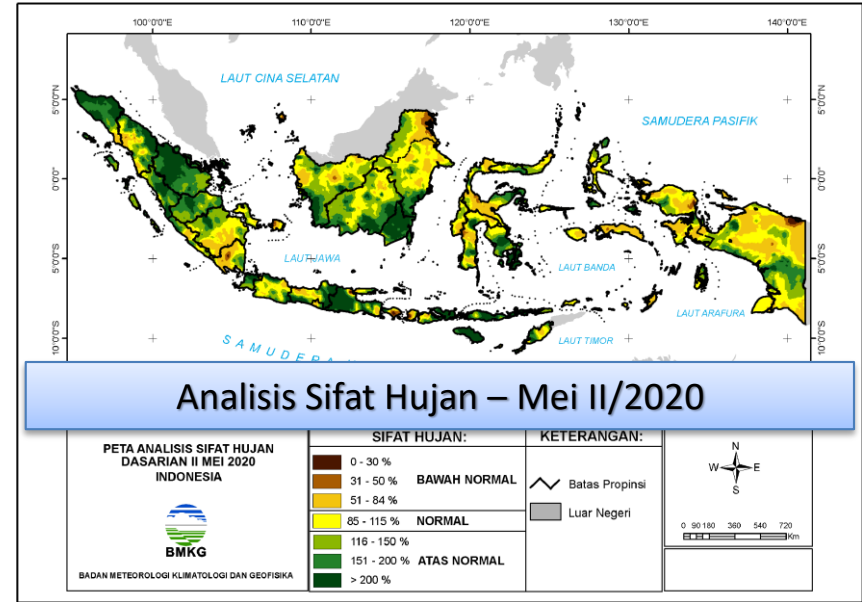 100°0'0"E 110°0'0"E 120°0'0"E 130°0'0"E 140°0'0"E
LAUT CINA SELATAN
SAMUDERA PASIFIK
5°0'0"N 5°0'0"N
0°0'0" 0°0'0"
5°0'0"S 5°0'0"S
10°0'0"S 10°0'0"S
LAUT JAWA
LAUT BANDA
LAUT ARAFURA
LAUT TIMOR
SAMUDERA
Analisis Sifat Hujan – Mei II/2020
PETA ANALISIS SIFAT HUJAN
DASARIAN II MEI 2020
INDONESIA
BMKG
BADAN METEOROLOGI KLIMATOLOGI DAN GEOFISIKA
SIFAT HUJAN:
0 - 30 %
31 - 50 % BAWAH NORMAL
51 - 84 %
85 - 115 % NORMAL
116 - 150 %
151 - 200 % ATAS NORMAL
> 200 %
KETERANGAN:
Batas Propinsi
Luar Negeri
N
W E
S
0 90 180 360 540 720
Km